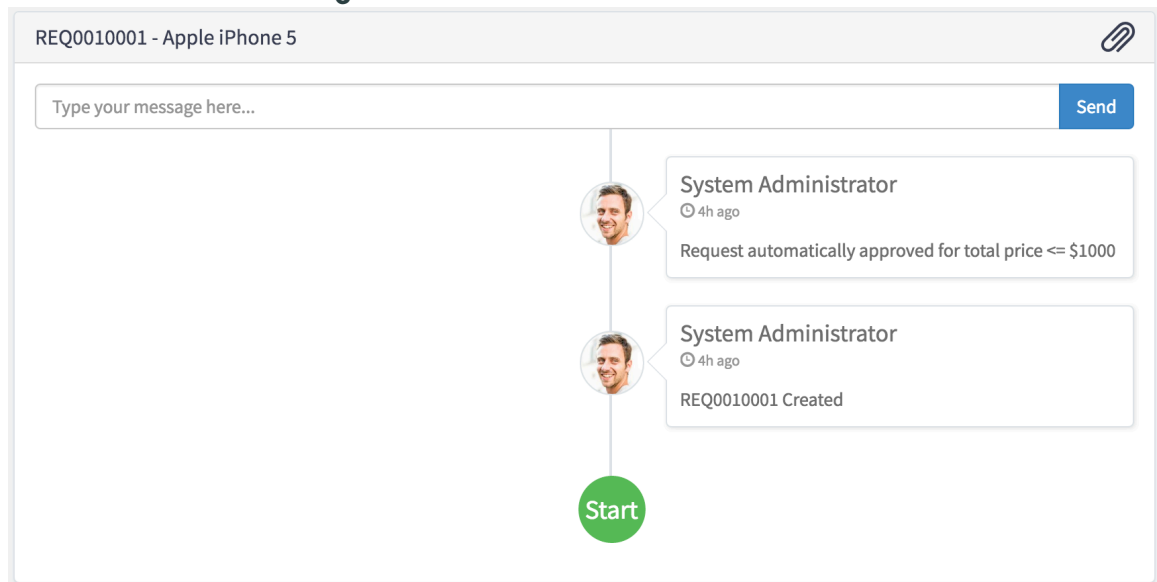 REQ0010001 - Apple iPhone 5
Type your message here...
Send
System Administrator
4h ago
Request automatically approved for total price <= $1000
System Administrator
4h ago
REQ0010001 Created
Start